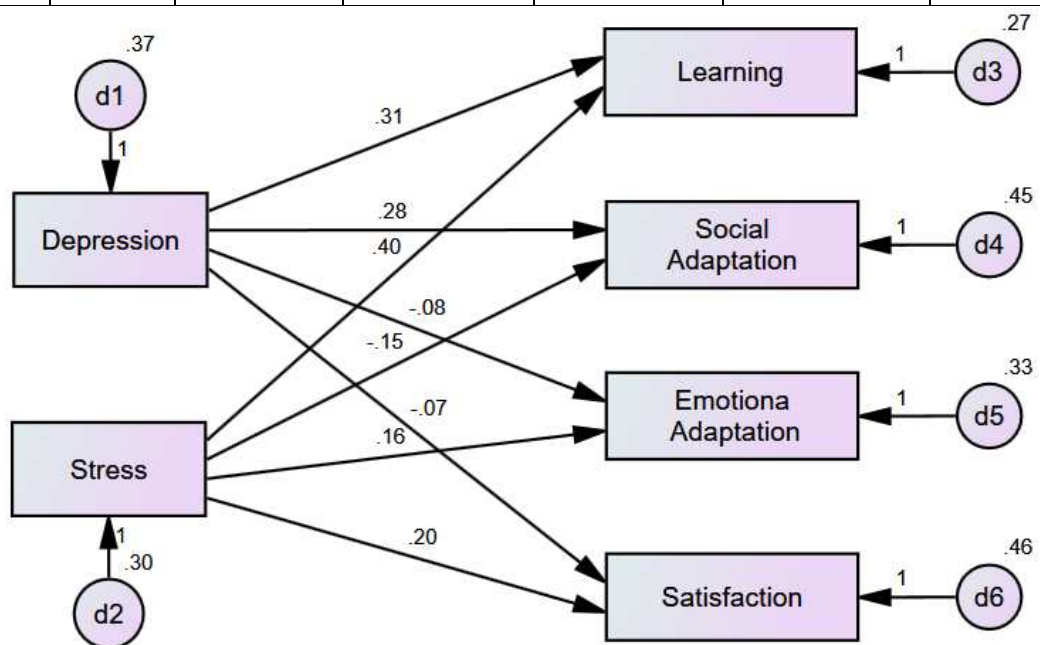 .37
d1
1
Depression
.31
.28
.40
-.08
-.15
-.07
.16
.20
Stress
1
.30
d2
Learning
1
.27
d3
Social
Adaptation
1
.45
d4
Emotiona
Adaptation
1
.33
d5
Satisfaction
1
.46
d6